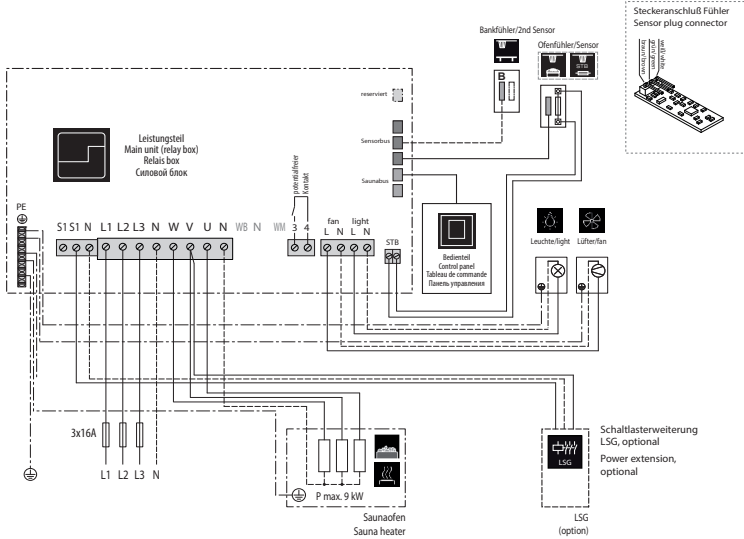 Steckeranschluß Fühler
Sensor plug connector
braun/brown
grün/green
weiß/white
Bankfühler/2nd Sensor
Ofenfühler/Sensor
STB
B
reserviert
Sensorbus
Saunabus
Leistungsteil
Main unit (relay box)
Relais box
Силовой блок
potentialfreier
Kontakt
PE
S1 S1 N L1 L2 L3 N W V U N WB N WM 3 4
fan light
L N L N
STB
Bedienteil
Control panel
Tableau de commande
Панель управления
Leuchte/light
Lüfter/fan
3x16A
L1 L2 L3 N
P max. 9 kW
Saunaofen
Sauna heater
LSG
LSG
(option)
Schaltlasterweiterung
LSG, optional
Power extension,
optional